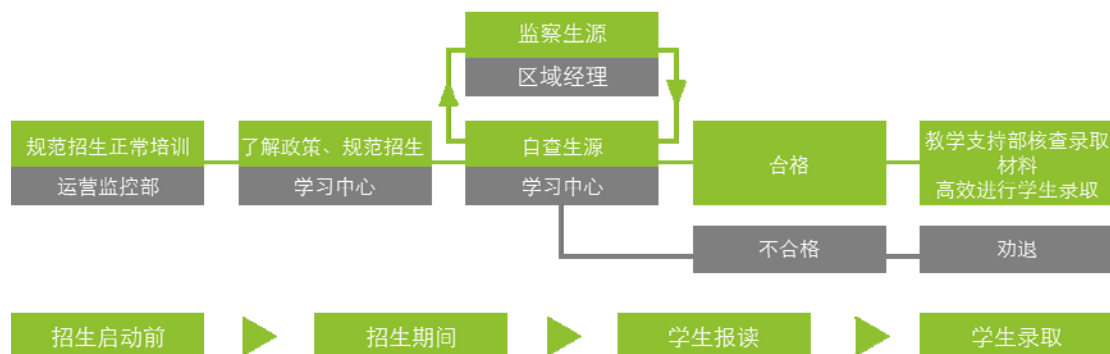 监察生源
区域经理
规范招生正常培训
运营监控部
了解政策、规范招生
学习中心
自查生源
学习中心
合格
教学支持部核查录取
材料
高效进行学生录取
不合格
劝退
招生启动前
招生期间
学生报读
学生录取